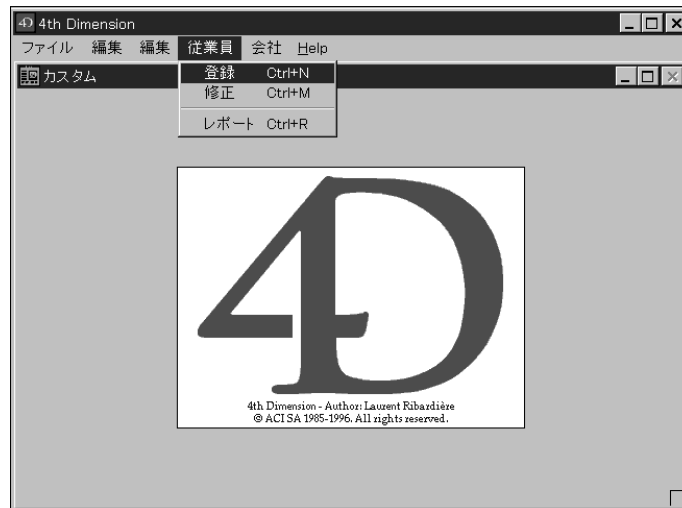 4D 4th Dimension
ファイル 編集 編集 従業員 会社 Help
カスタム
登録 Ctrl+N
修正 Ctrl+M
レポート Ctrl+R
4D
4th Dimension - Author: Laurent Ribardière
© ACI SA 1985-1996. All rights reserved.